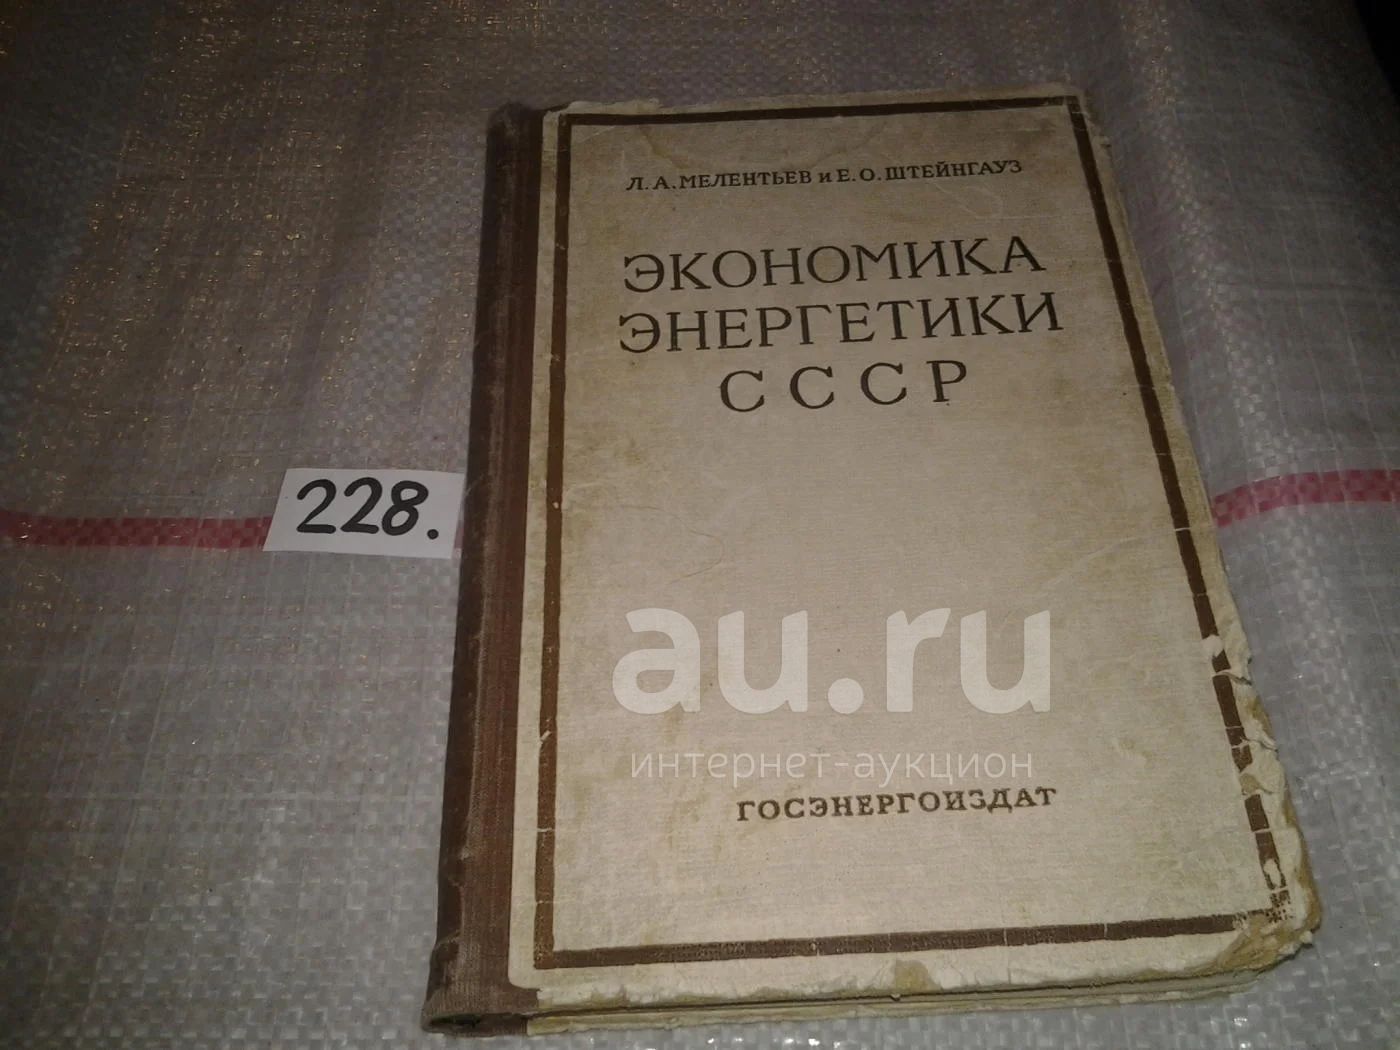 Л. А. МЕЛЕНТЬЕВ и Е. О. ШТЕЙНГАУЗ
ЭКОНОМИКА
ЭНЕРГЕТИКИ
СССР
228.
au.ru
интернет-аукцион
ГОСЭНЕРГОИЗДАТ